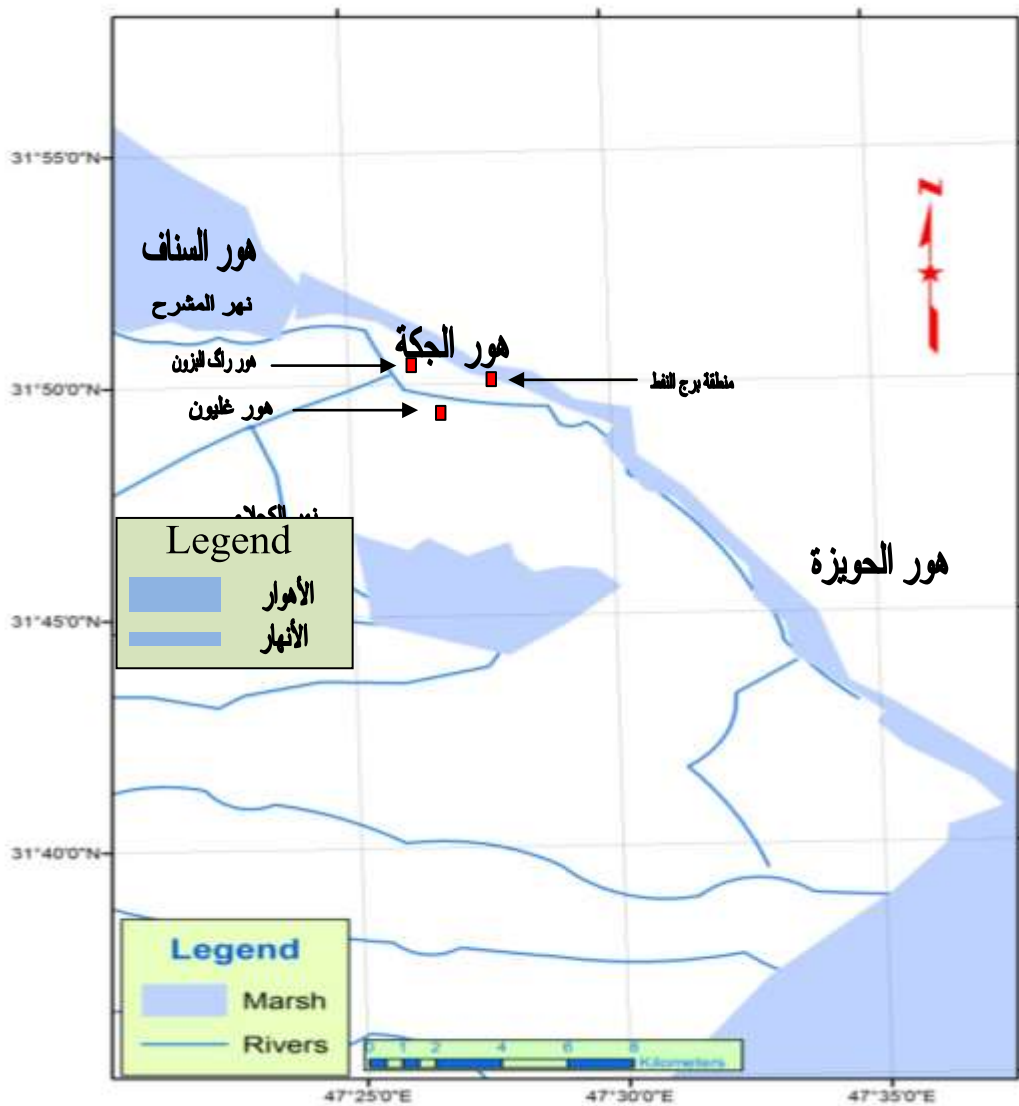 31°55'0"N
هور السناف
نهر المشرح
هور الجكة
هور راك البزون
منطقة برج النفط
31°50'0"N
هور غليون
Legend
الأهوار
الأنهار
هور الحويزة
31°45'0"N
31°40'0"N
Legend
Marsh
Rivers
0 1 2 4 6 8
Kilometers
47°25'0"E
47°30'0"E
47°35'0"E
N